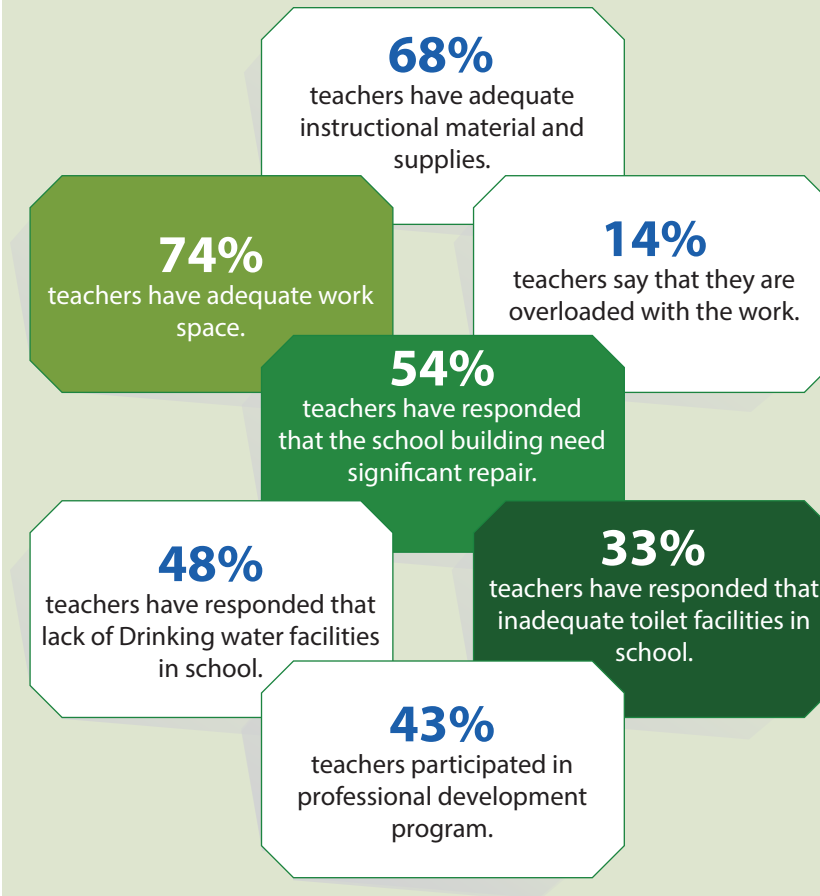 68%
teachers have adequate
instructional material and
supplies.
74%
teachers have adequate work
space.
14%
teachers say that they are
overloaded with the work.
54%
teachers have responded
that the school building need
significant repair.
48%
teachers have responded that
lack of Drinking water facilities
in school.
33%
teachers have responded that
inadequate toilet facilities in
school.
43%
teachers participated in
professional development
program.